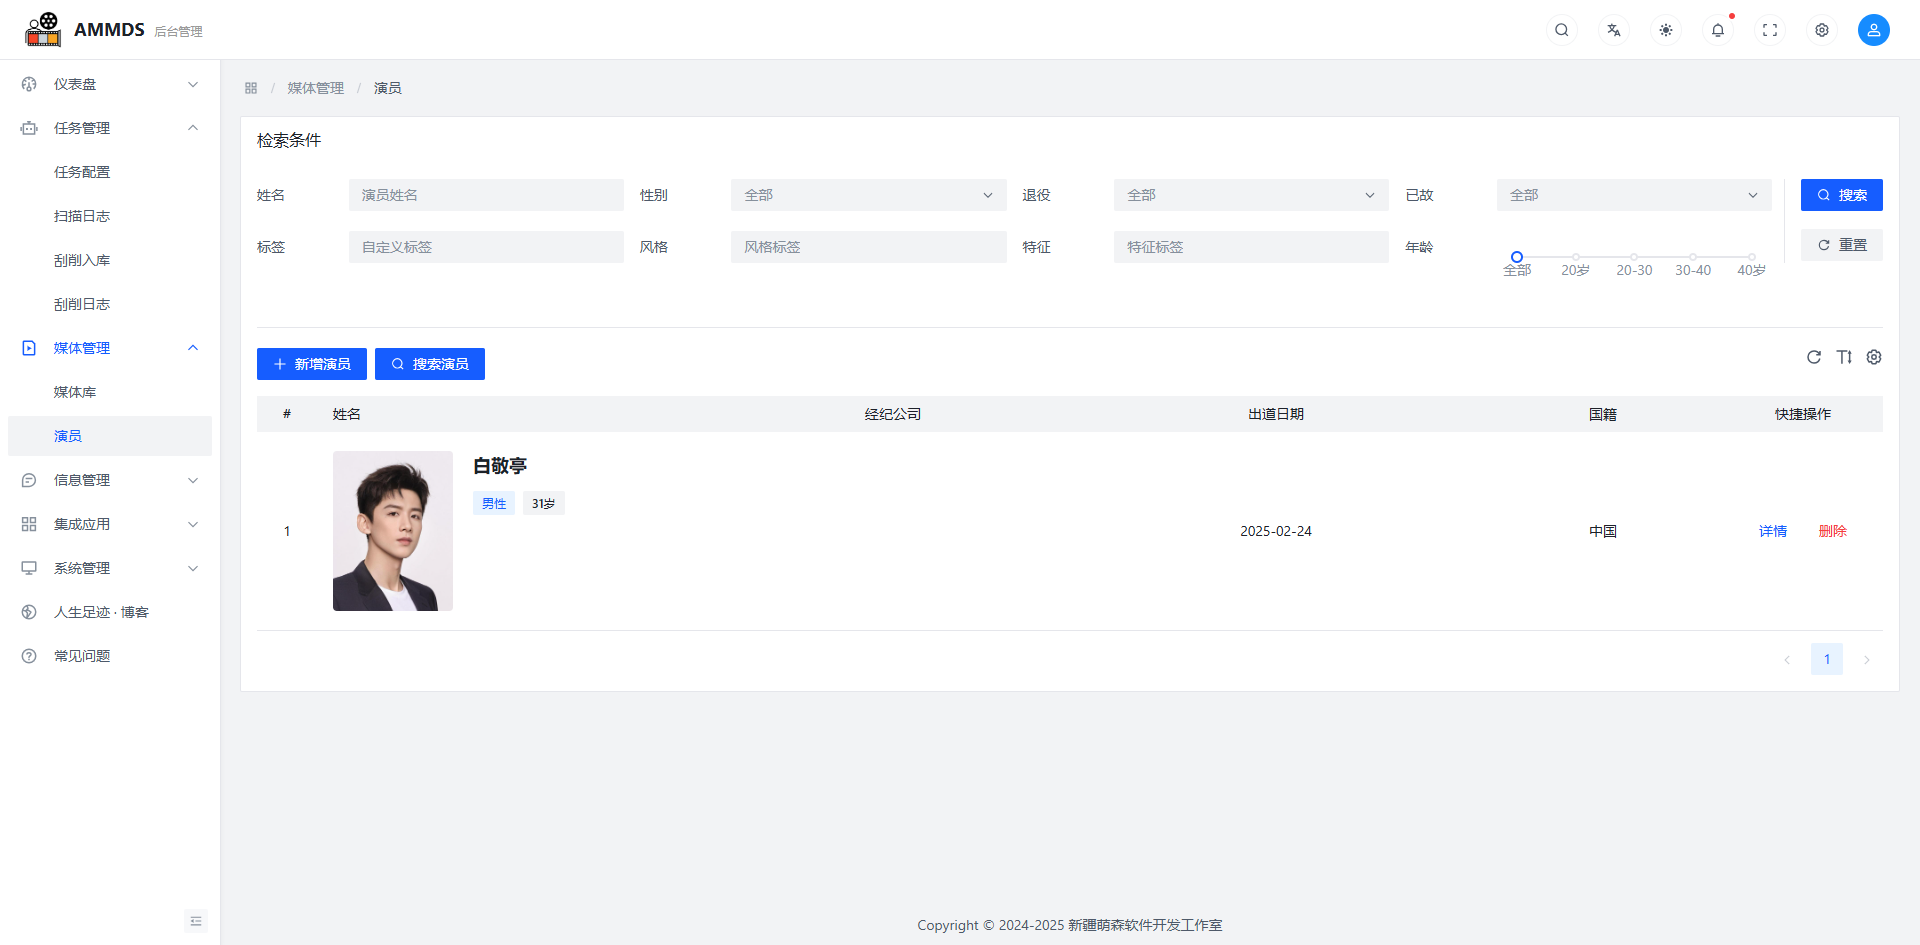 AMMDS 后台管理
仪表盘
任务管理
任务配置
扫描日志
刮削入库
刮削日志
媒体管理
媒体库
演员
信息管理
集成应用
系统管理
人生足迹 · 博客
常见问题
/ 媒体管理 / 演员
检索条件
姓名 演员姓名 性别 全部 退役 全部 已故 全部 搜索
标签 自定义标签 风格 风格标签 特征 特征标签 年龄 重置
全部 20岁 20-30 30-40 40岁
新增演员 搜索演员
# 姓名 经纪公司 出道日期 国籍 快捷操作
白敬亭
男性 31岁
1 2025-02-24 中国 详情 删除
1
Copyright © 2024-2025 新疆萌森软件开发工作室